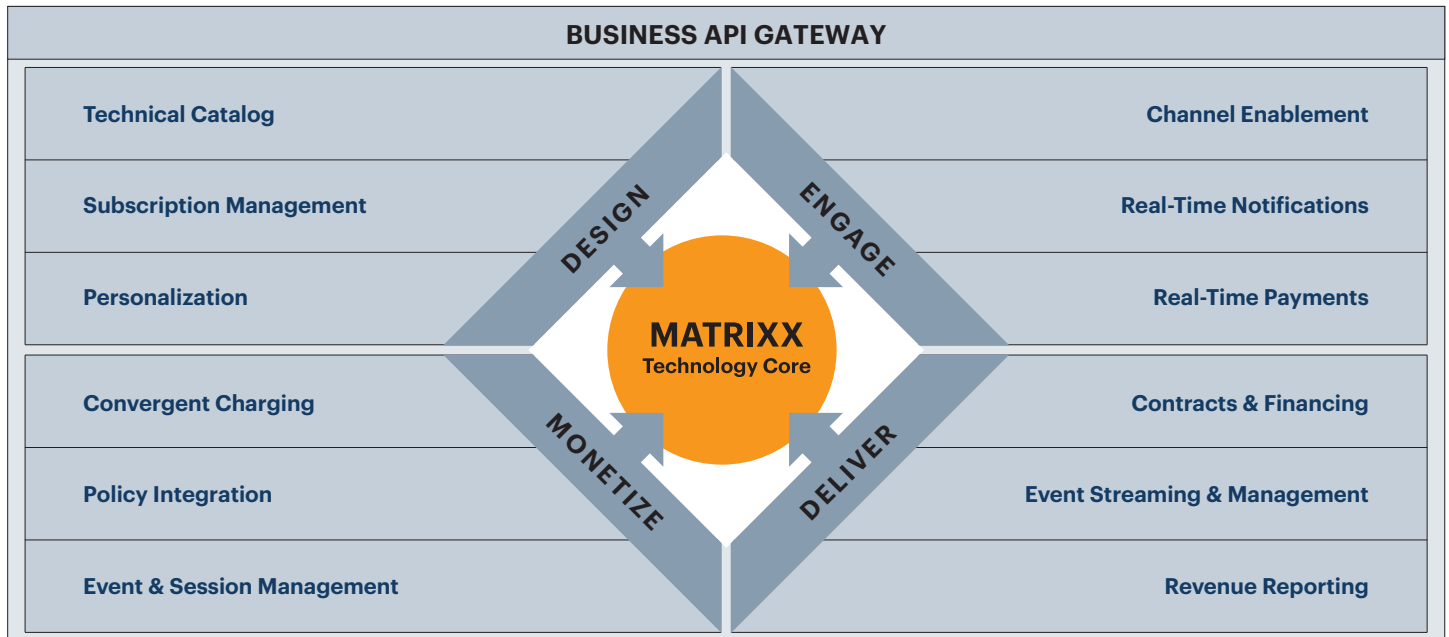 BUSINESS API GATEWAY
Technical Catalog
Subscription Management
Personalization
DESIGN
ENGAGE
Channel Enablement
Real-Time Notifications
Real-Time Payments
MATRIXX
Technology Core
Convergent Charging
Policy Integration
Event & Session Management
MONETIZE
DELIVER
Contracts & Financing
Event Streaming & Management
Revenue Reporting